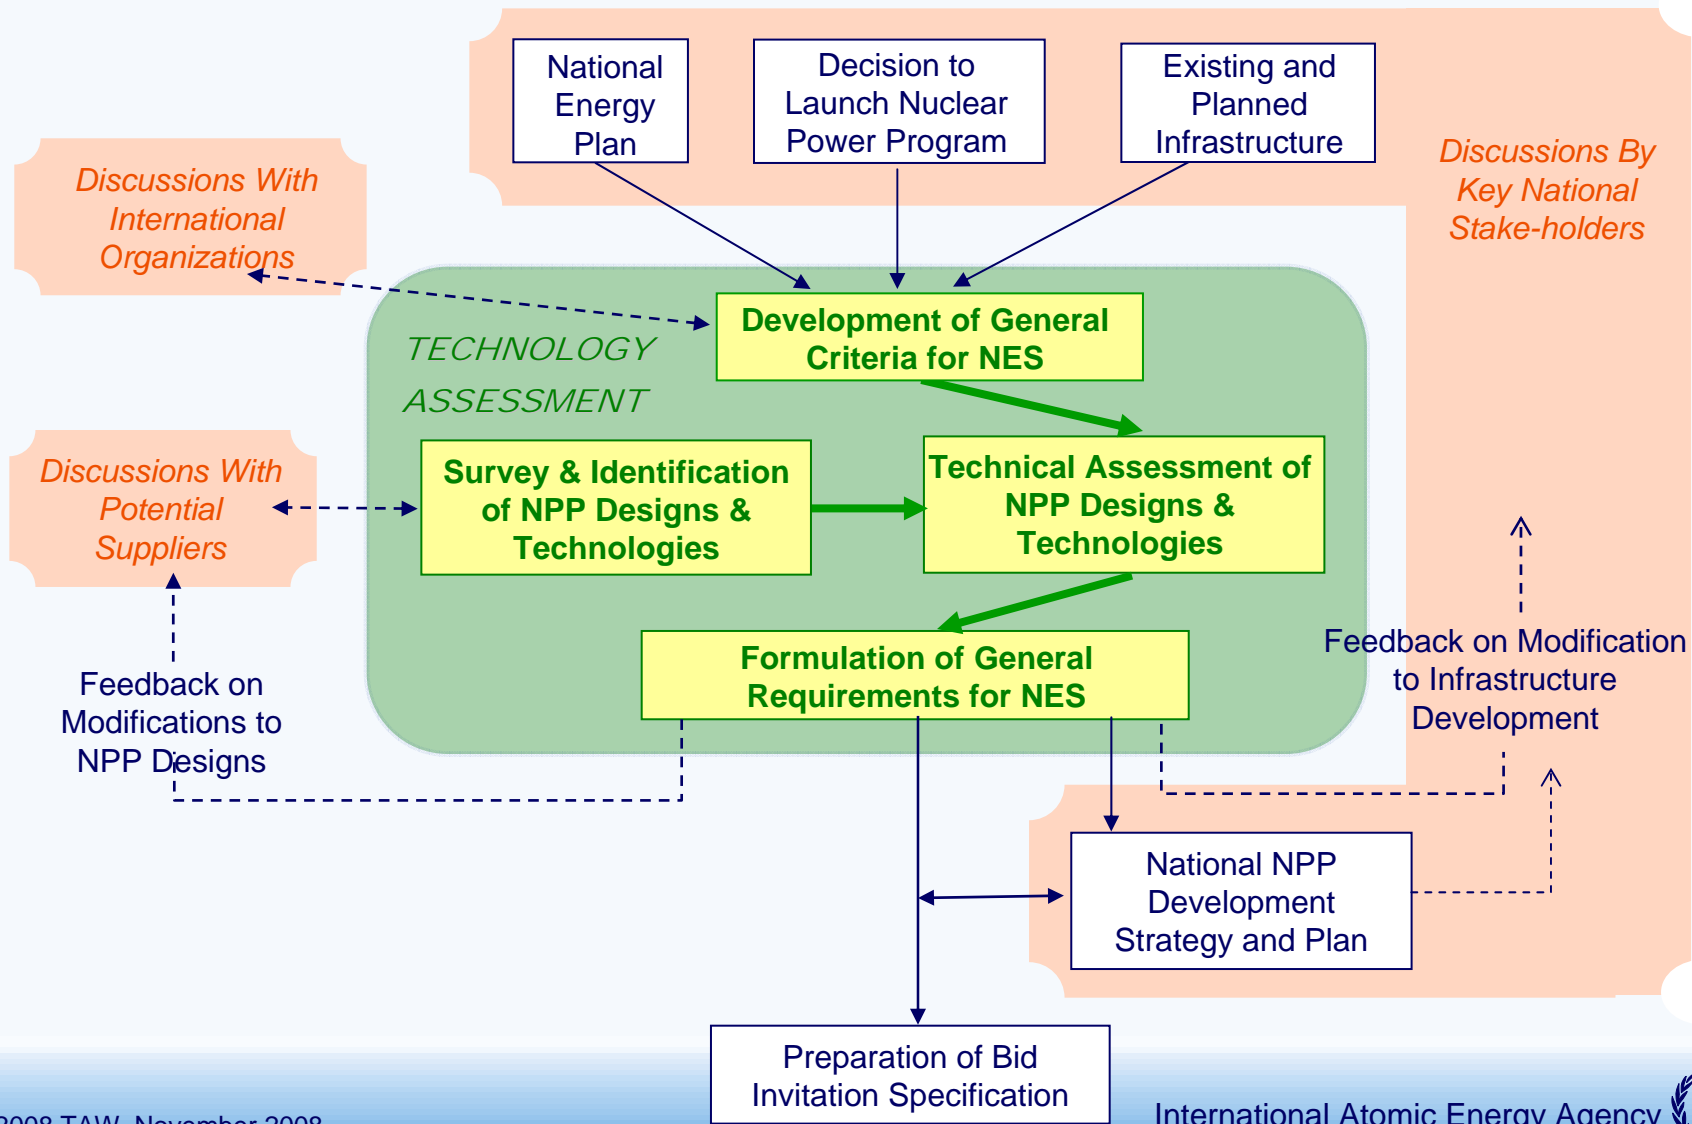 National
Energy
Plan
Decision to
Launch Nuclear
Power Program
Existing and
Planned
Infrastructure
Discussions With
International
Organizations
Discussions By
Key National
Stake-holders
TECHNOLOGY
ASSESSMENT
Development of General
Criteria for NES
Discussions With
Potential
Suppliers
Survey & Identification
of NPP Designs &
Technologies
Technical Assessment of
NPP Designs &
Technologies
Formulation of General
Requirements for NES
Feedback on
Modifications to
NPP Designs
Feedback on Modification
to Infrastructure
Development
National NPP
Development
Strategy and Plan
Preparation of Bid
Invitation Specification
2008 TAW, November 2008
International Atomic Energy Agency